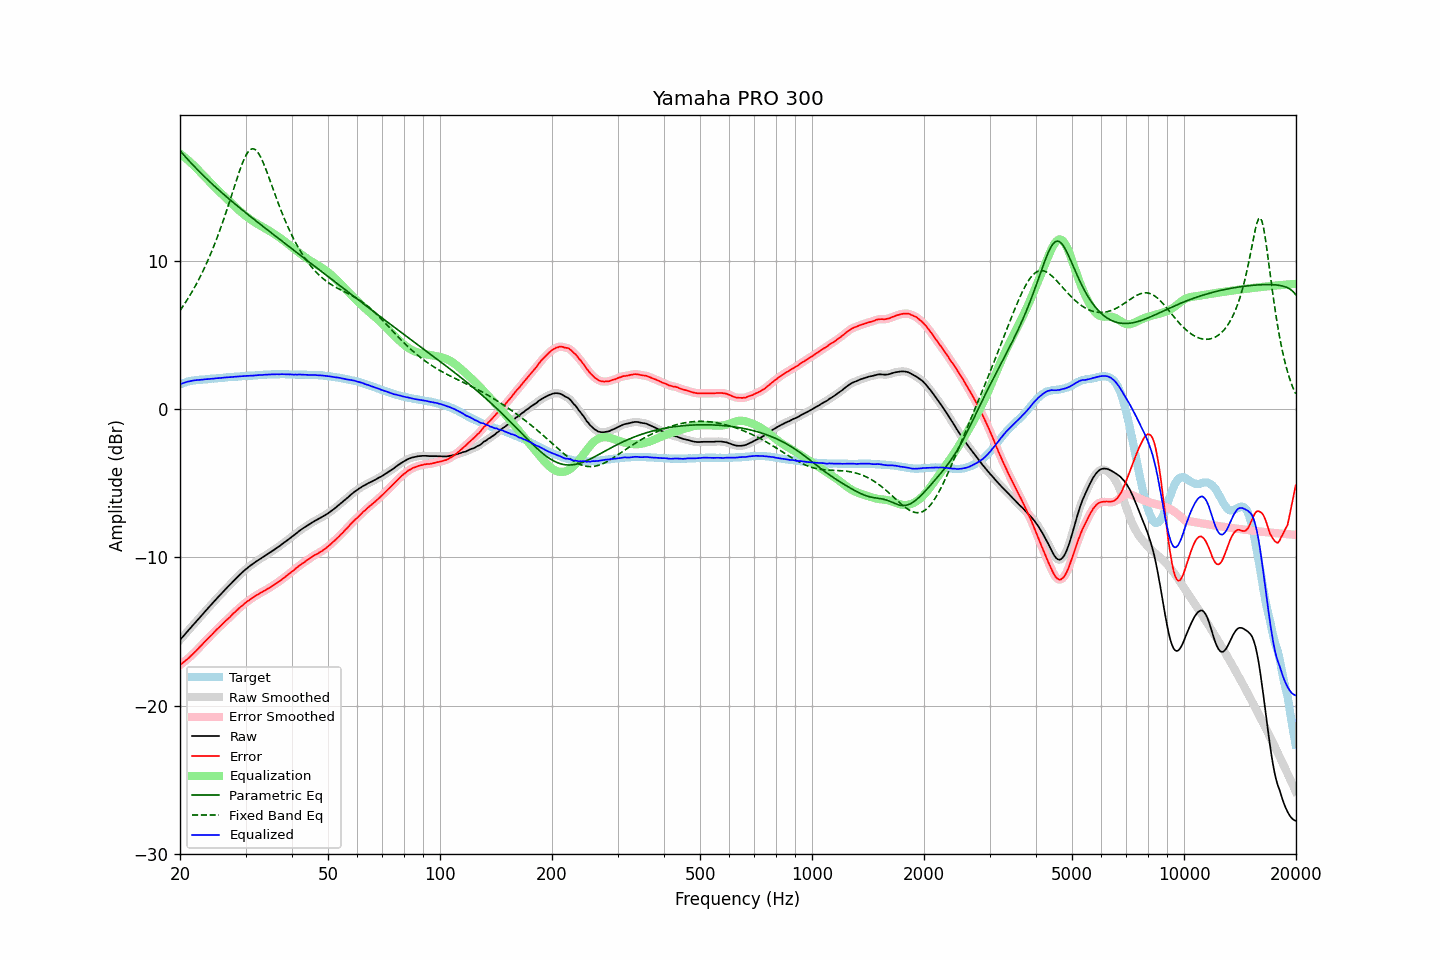 Yamaha PRO 300
Amplitude (dBr)
10
0
−10
−20
−30
Target
Raw Smoothed
Error Smoothed
Raw
Error
Equalization
Parametric Eq
Fixed Band Eq
Equalized
20 50 100 200 500 1000 2000 5000 10000 20000
Frequency (Hz)